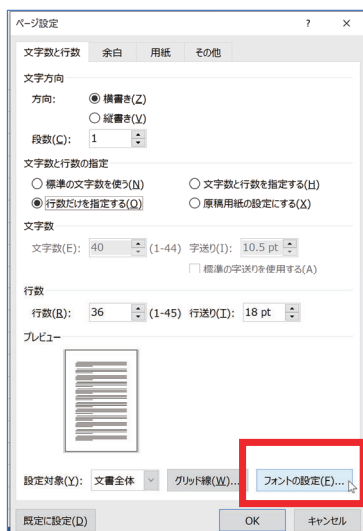 ページ設定 ? ×
文字数と行数 余白 用紙 その他
文字方向
方向: 横書き(Z)
縦書き(V)
段数(C): 1
文字数と行数の指定
標準の文字数を使う(N) 文字数と行数を指定する(H)
行数だけを指定する(O) 原稿用紙の設定にする(X)
文字数
文字数(E): 40 (1-44) 字送り(I): 10.5 pt
標準の字送りを使用する(A)
行数
行数(R): 36 (1-45) 行送り(T): 18 pt
プレビュー
設定対象(Y): 文書全体 グリッド線(W)... フォントの設定(F)...
既定に設定(D) OK キャンセル